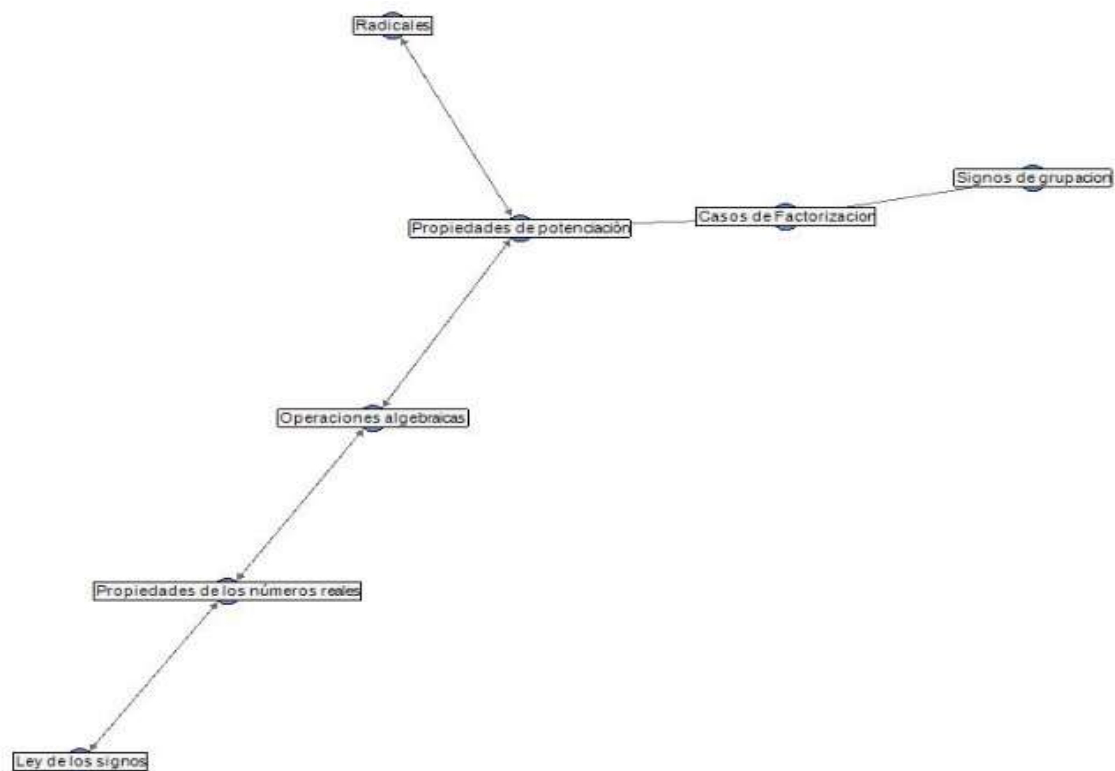 Radicales
Signos de grupacion
Casos de Factorizacion
Propiedades de potenciación
Operaciones algebraicas
Propiedades de los números reales
Ley de los signos